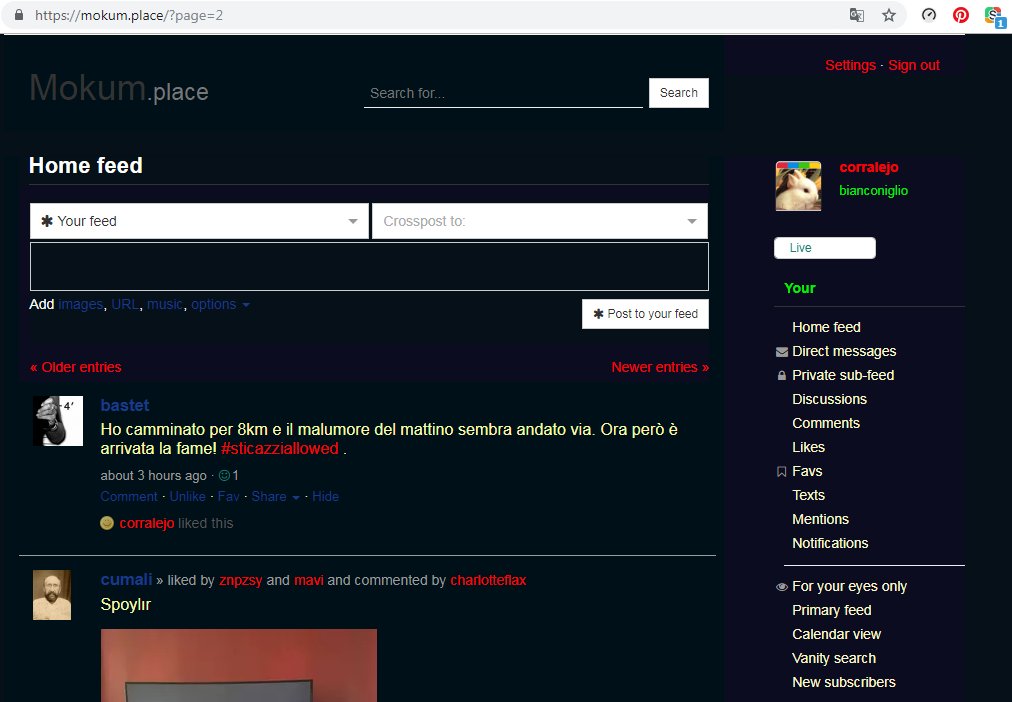 https://mokum.place/?page=2
1
Settings · Sign out
Mokum.place
Search for...
Search
Home feed
✱ Your feed
Crosspost to:
Add images, URL, music, options
✱ Post to your feed
« Older entries
Newer entries »
4'
bastet
Ho camminato per 8km e il malumore del mattino sembra andato via. Ora però è
arrivata la fame! #sticazziallowed .
about 3 hours ago · 1
Comment · Unlike · Fav · Share · Hide
corralejo liked this
cumali » liked by znpzsy and mavi and commented by charlotteflax
Spoylır
corralejo
bianconiglio
Live
Your
Home feed
Direct messages
Private sub-feed
Discussions
Comments
Likes
Favs
Texts
Mentions
Notifications
For your eyes only
Primary feed
Calendar view
Vanity search
New subscribers